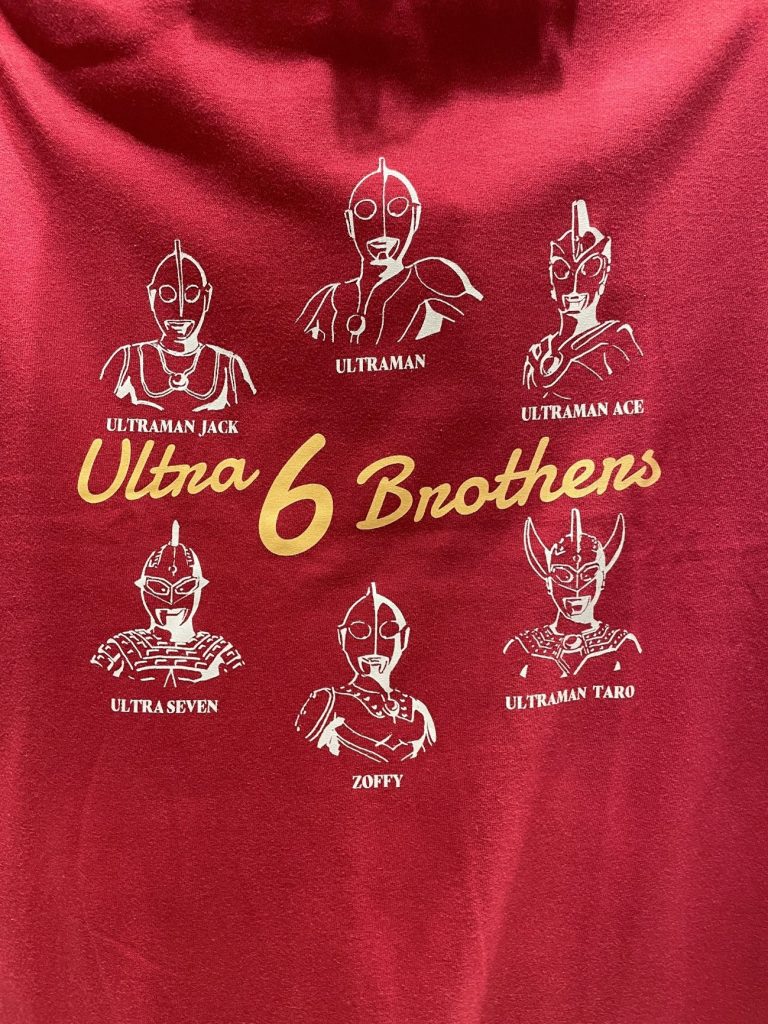 ULTRAMAN
ULTRAMAN JACK
ULTRAMAN ACE
Ultra 6 Brothers
ULTRA SEVEN
ULTRAMAN TARO
ZOFFY